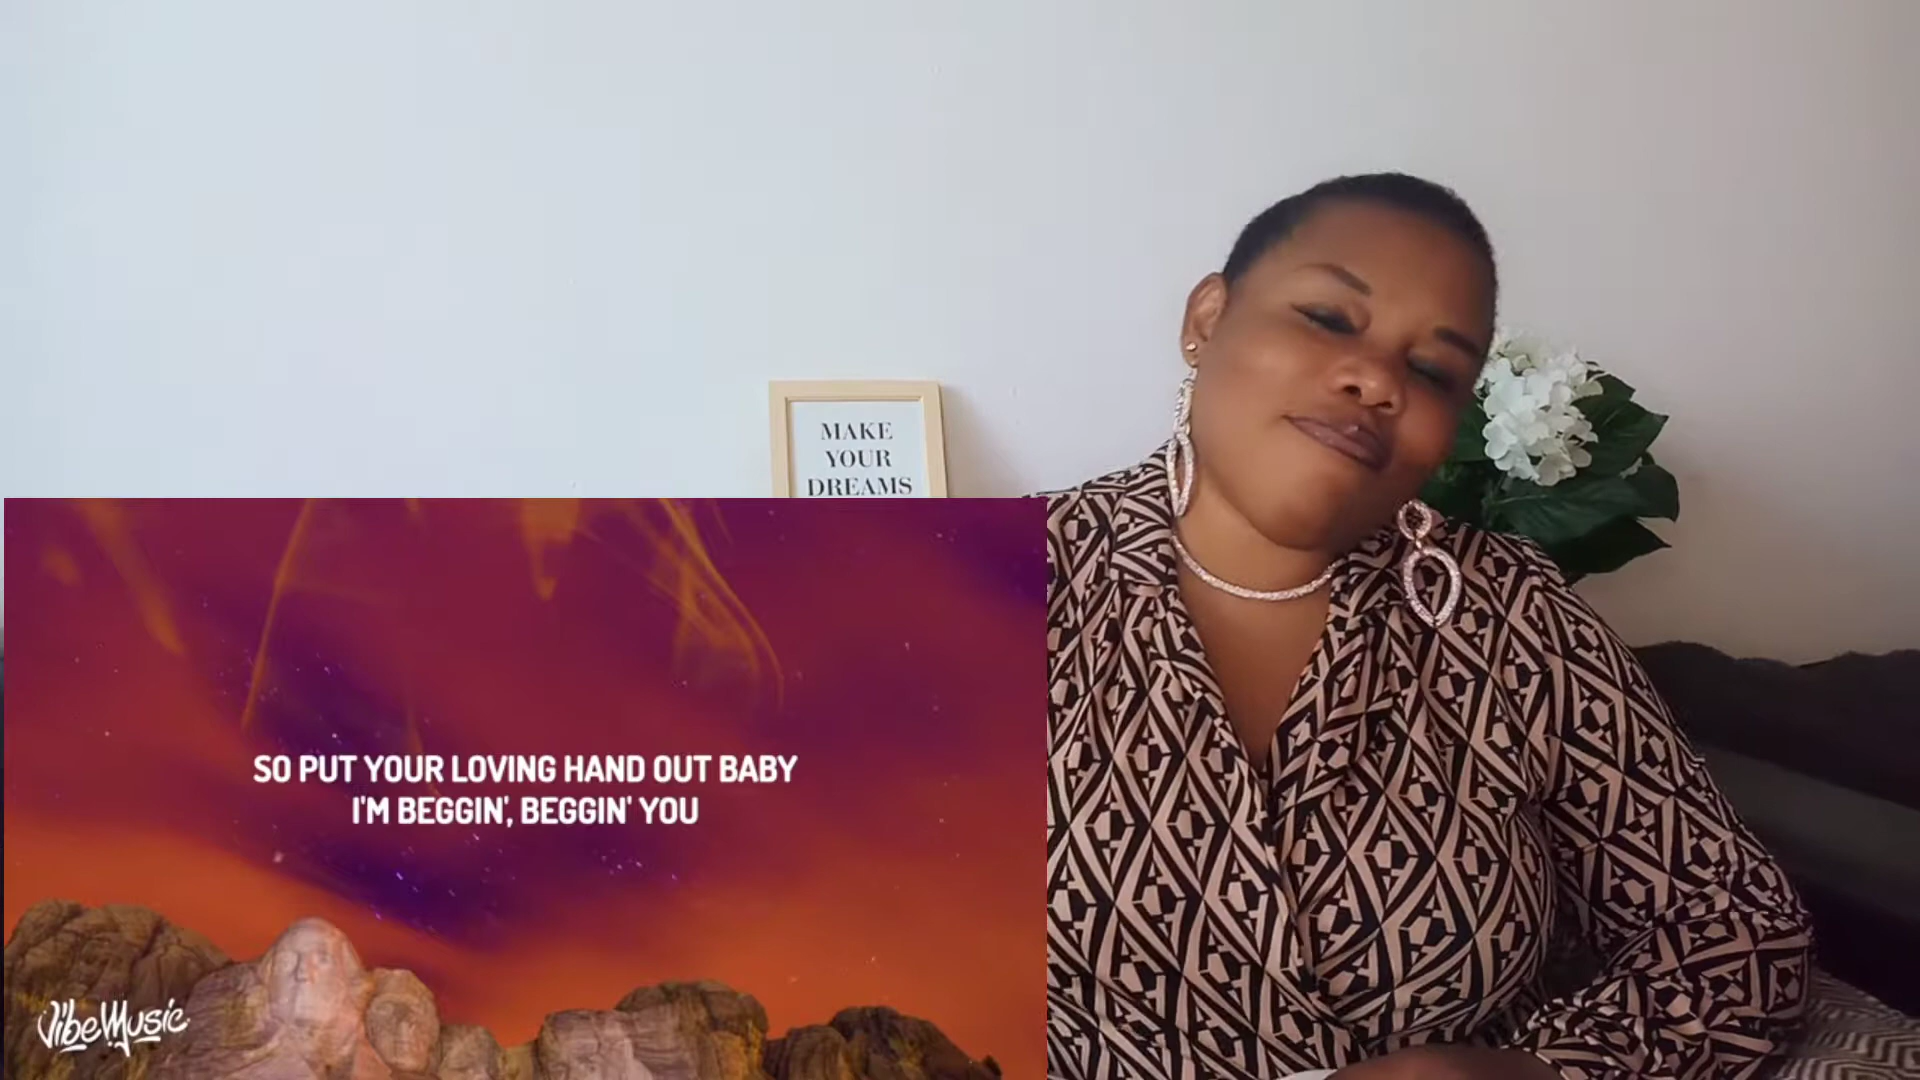 MAKE
YOUR
DREAMS
SO PUT YOUR LOVING HAND OUT BABY
I'M BEGGIN', BEGGIN' YOU
VibeMusic